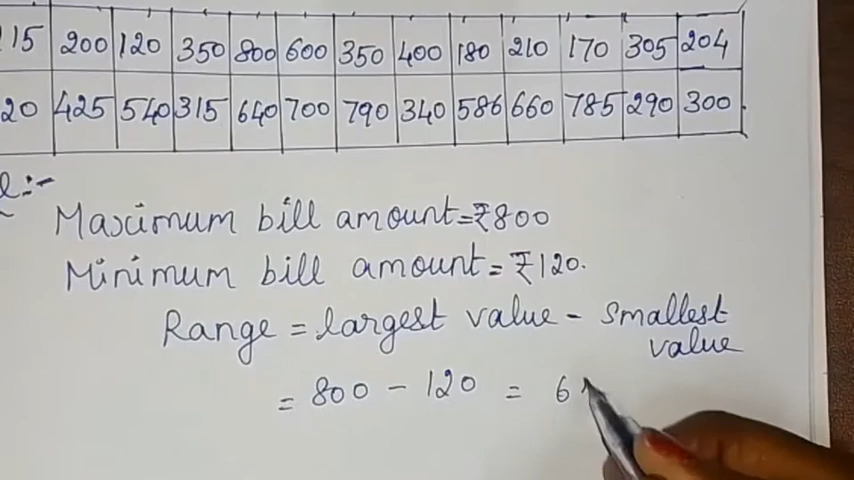 15 200 120 350 800 600 350 400 180 210 170 305 204
20 425 540 315 640 700 790 340 586 660 785 290 300
Maximum bill amount=₹800
Minimum bill amount=₹120.
Range = largest value - smallest
value
= 800 - 120 = 6